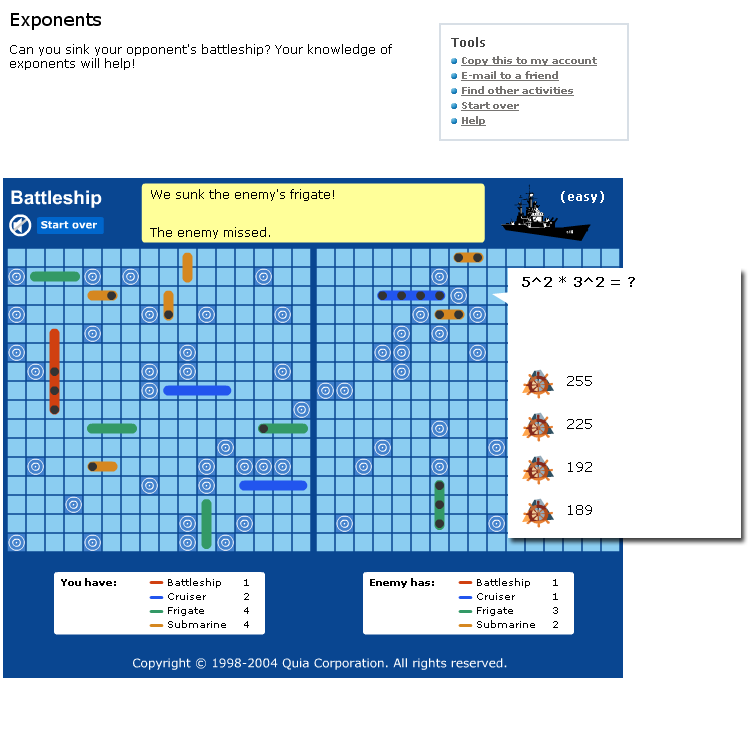 Exponents
Can you sink your opponent's battleship? Your knowledge of
exponents will help!
Tools
Copy this to my account
E-mail to a friend
Find other activities
Start over
Help
Battleship
Start over
We sunk the enemy's frigate!
The enemy missed.
(easy)
5^2 * 3^2 = ?
255
225
192
189
You have:
Battleship 1
Cruiser 2
Frigate 4
Submarine 4
Enemy has:
Battleship 1
Cruiser 1
Frigate 3
Submarine 2
Copyright © 1998-2004 Quia Corporation. All rights reserved.